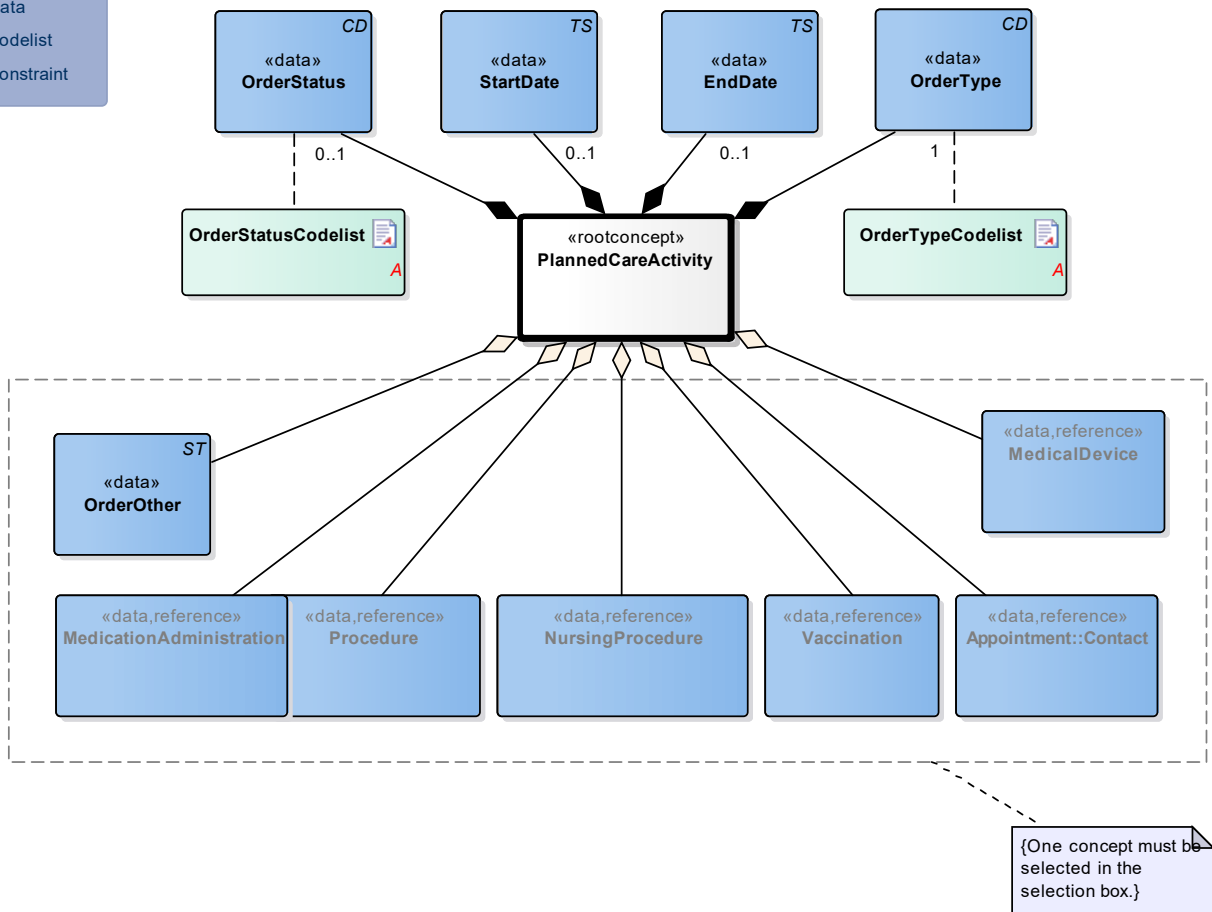 ata
odelist
onstraint
CD
«data»
OrderStatus
TS
«data»
StartDate
TS
«data»
EndDate
CD
«data»
OrderType
0..1
0..1
0..1
1
OrderStatusCodelist
A
«rootconcept»
PlannedCareActivity
OrderTypeCodelist
A
ST
«data»
OrderOther
«data,reference»
MedicalDevice
«data,reference»
MedicationAdministration
«data,reference»
Procedure
«data,reference»
NursingProcedure
«data,reference»
Vaccination
«data,reference»
Appointment::Contact
{One concept must be
selected in the
selection box.}